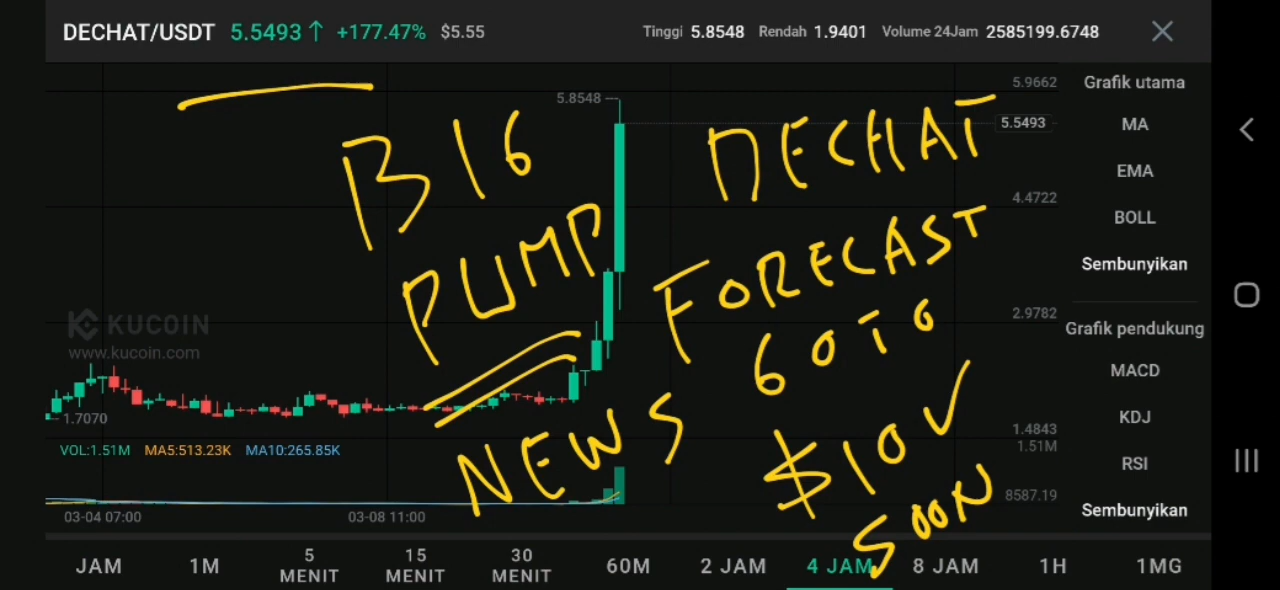 DECHAT/USDT 5.5493↑ +177.47% $5.55 Tinggi 5.8548 Rendah 1.9401 Volume 24Jam 2585199.6748
5.9662
Grafik utama
5.8548
5.5493
MA
EMA
4.4722
BOLL
Sembunyikan
BIG
PUMP
NEWS
DECHAT
FORECAST
GOTO
$10
SOON
2.9782
Grafik pendukung
KUCOIN
www.kucoin.com
MACD
1.7070
KDJ
1.4843
1.51M
VOL:1.51M MA5:513.23K MA10:265.85K
RSI
8587.19
Sembunyikan
03-04 07:00 03-08 11:00
JAM 1M 5 MENIT 15 MENIT 30 MENIT 60M 2 JAM 4 JAM 8 JAM 1H 1MG